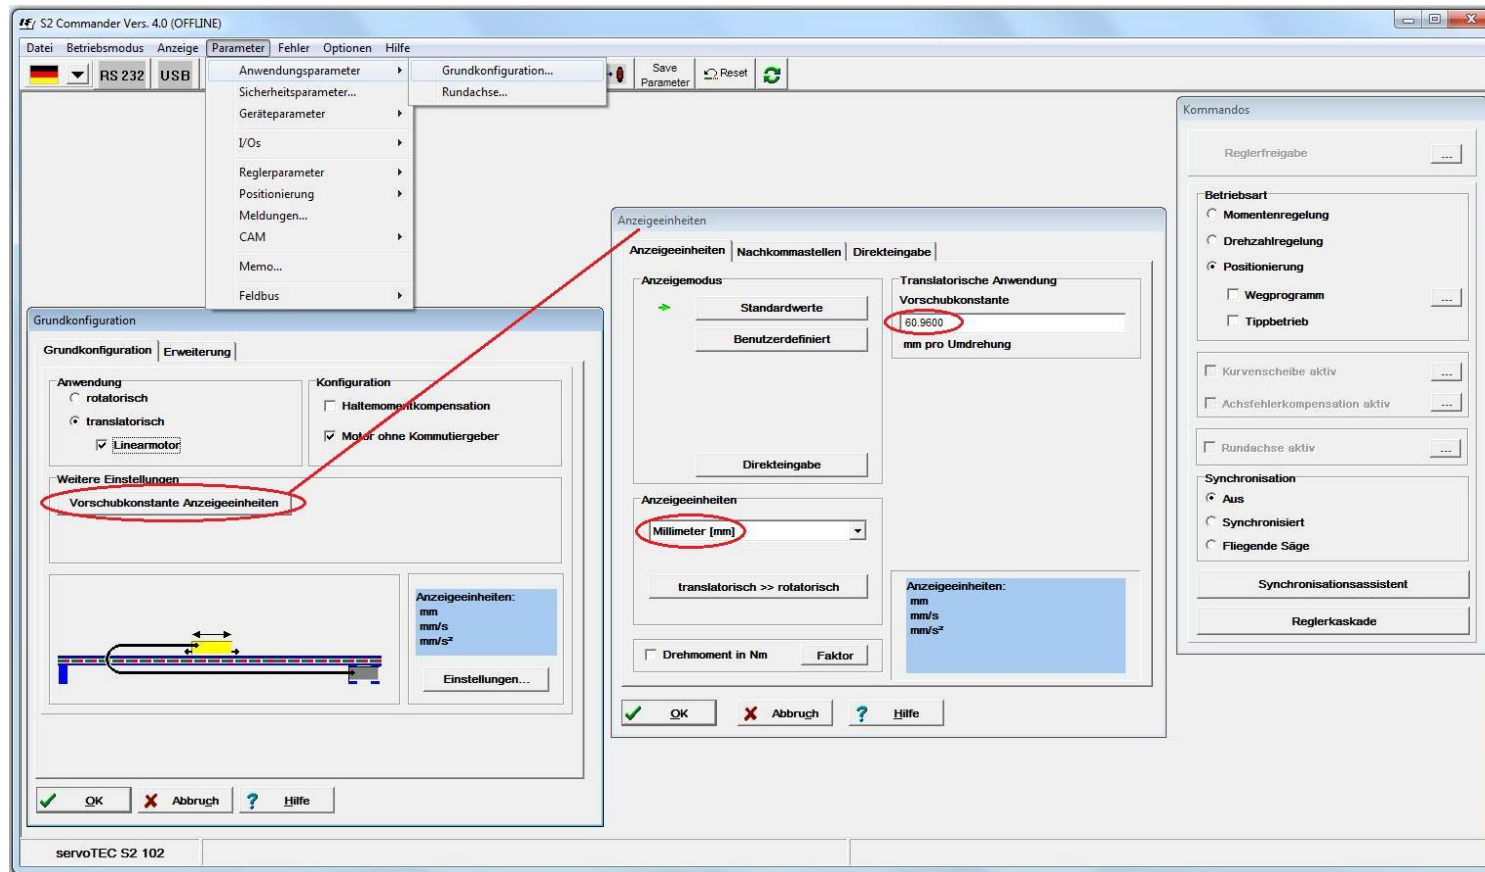 S2 Commander Vers. 4.0 (OFFLINE)
Datei Betriebsmodus Anzeige Parameter Fehler Optionen Hilfe
RS 232 USB Save Parameter Reset
Anwendungsparameter
Sicherheitsparameter...
Geräteparameter
I/Os
Reglerparameter
Positionierung
Meldungen...
CAM
Memo...
Feldbus
Grundkonfiguration...
Rundachse...
Grundkonfiguration
Grundkonfiguration Erweiterung
Anwendung
rotatorisch
translatorisch
Linearmotor
Konfiguration
Haltemomentkompensation
Motor ohne Kommutiergeber
Weitere Einstellungen
Vorschubkonstante Anzeigeeinheiten
Anzeigeeinheiten:
mm
mm/s
mm/s²
Einstellungen...
OK Abbruch ? Hilfe
Anzeigeeinheiten
Anzeigeeinheiten Nachkommastellen Direkteingabe
Anzeigemodus
Standardwerte
Benutzerdefiniert
Direkteingabe
Translatorische Anwendung
Vorschubkonstante
60.9600
mm pro Umdrehung
Anzeigeeinheiten
Millimeter [mm]
translatorisch >> rotatorisch
Drehmoment in Nm Faktor
Anzeigeeinheiten:
mm
mm/s
mm/s²
OK Abbruch ? Hilfe
Kommandos
Reglerfreigabe ...
Betriebsart
Momentenregelung
Drehzahlregelung
Positionierung
Wegprogramm ...
Tippbetrieb
Kurvenscheibe aktiv ...
Achsfehlerkompensation aktiv ...
Rundachse aktiv ...
Synchronisation
Aus
Synchronisiert
Fliegende Säge
Synchronisationsassistent
Reglerkaskade
servoTEC S2 102